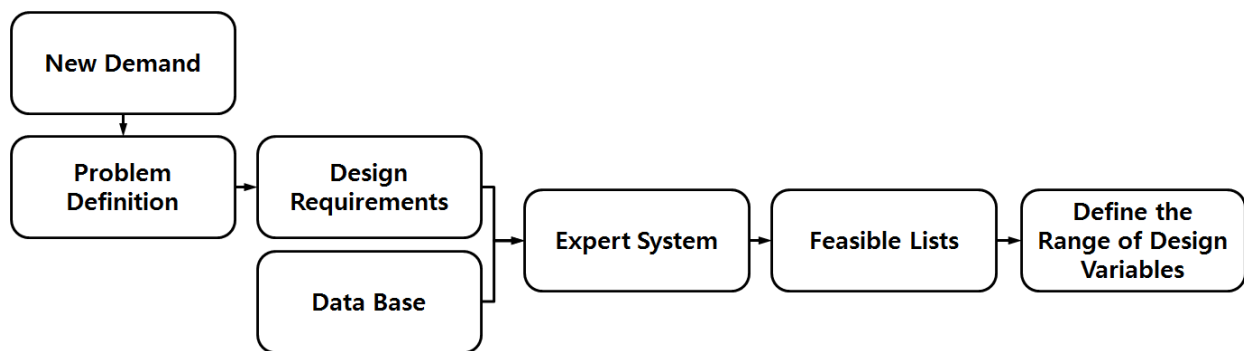 New Demand
Problem
Definition
Design
Requirements
Data Base
Expert System
Feasible Lists
Define the
Range of Design
Variables